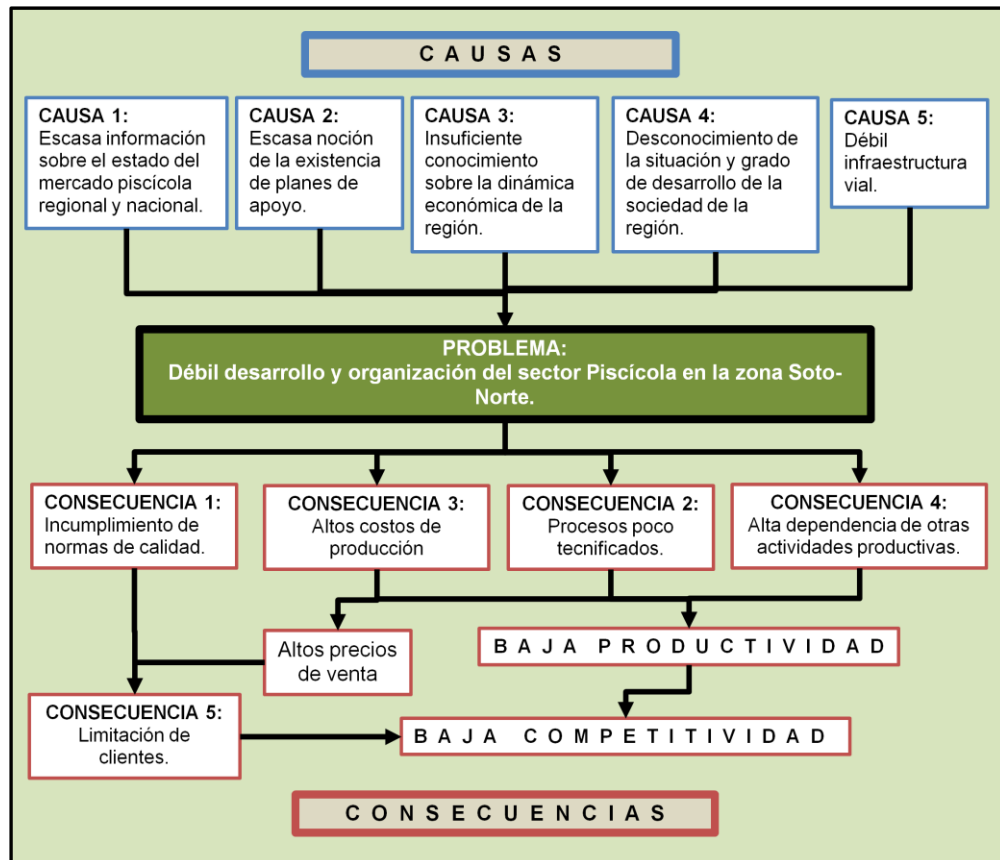 C A U S A S
CAUSA 1:
Escasa información
sobre el estado del
mercado piscícola
regional y nacional.
CAUSA 2:
Escasa noción
de la existencia
de planes de
apoyo.
CAUSA 3:
Insuficiente
conocimiento
sobre la dinámica
económica de la
región.
CAUSA 4:
Desconocimiento de
la situación y grado
de desarrollo de la
sociedad de la
región.
CAUSA 5:
Débil
infraestructura
vial.
PROBLEMA:
Débil desarrollo y organización del sector Piscícola en la zona Soto-
Norte.
CONSECUENCIA 1:
Incumplimiento de
normas de calidad.
CONSECUENCIA 3:
Altos costos de
producción
CONSECUENCIA 2:
Procesos poco
tecnificados.
CONSECUENCIA 4:
Alta dependencia de otras
actividades productivas.
Altos precios
de venta
B A J A P R O D U C T I V I D A D
CONSECUENCIA 5:
Limitación de
clientes.
B A J A C O M P E T I T I V I D A D
C O N S E C U E N C I A S